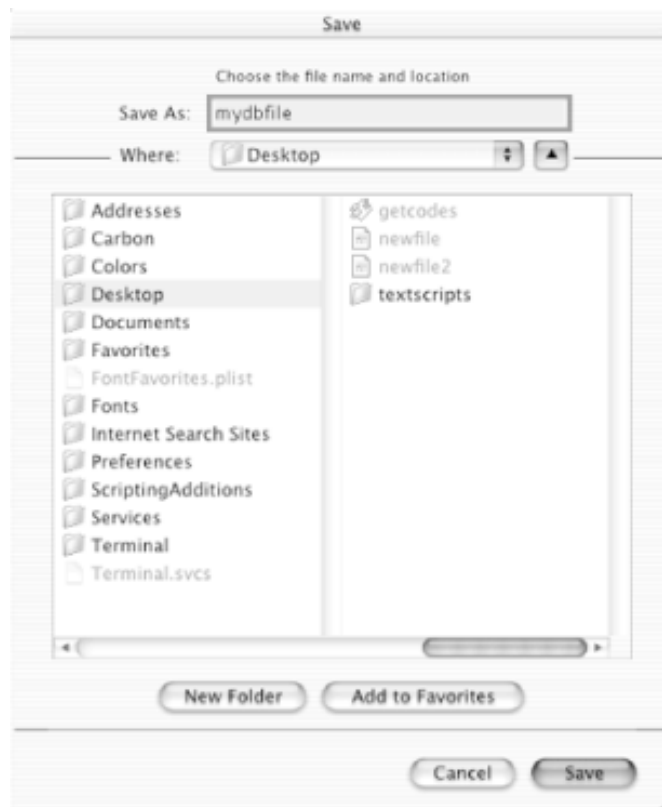 Save
Choose the file name and location
Save As: mydbfile
Where: Desktop
Addresses
Carbon
Colors
Desktop
Documents
Favorites
FontFavorites.plist
Fonts
Internet Search Sites
Preferences
ScriptingAdditions
Services
Terminal
Terminal.svcs
getcodes
newfile
newfile2
textscripts
New Folder Add to Favorites
Cancel Save